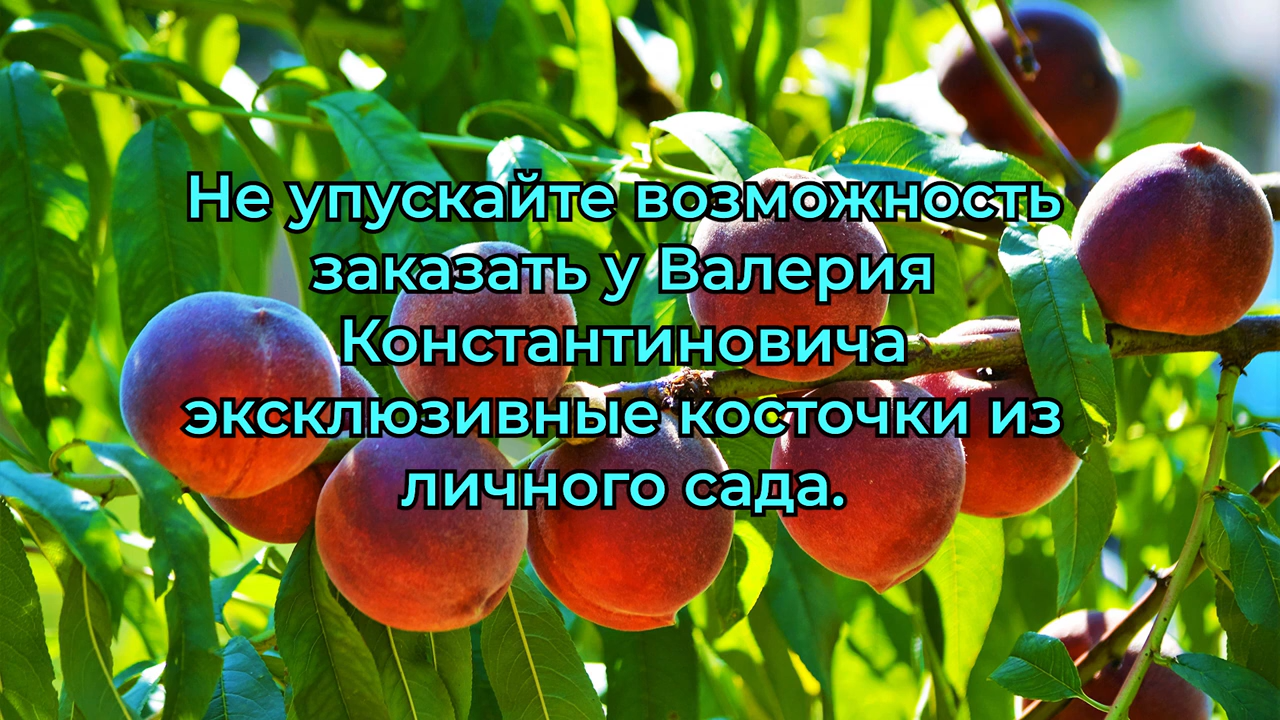 Не упускайте возможность
заказать у Валерия
Константиновича
эксклюзивные косточки из
личного сада.